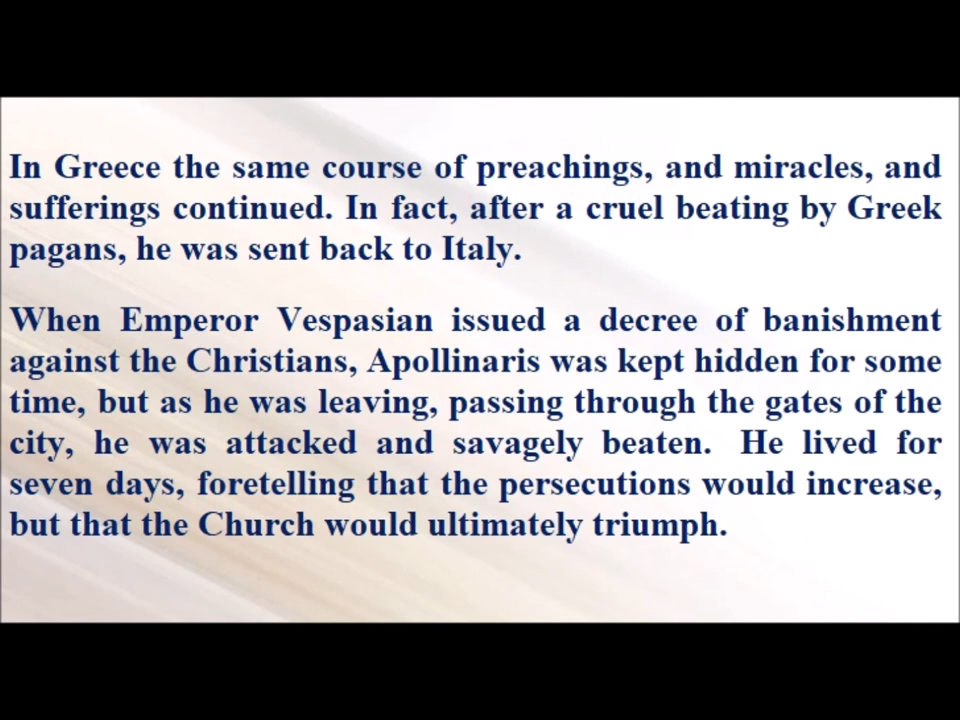 In Greece the same course of preachings, and miracles, and
sufferings continued. In fact, after a cruel beating by Greek
pagans, he was sent back to Italy.
When Emperor Vespasian issued a decree of banishment
against the Christians, Apollinaris was kept hidden for some
time, but as he was leaving, passing through the gates of the
city, he was attacked and savagely beaten. He lived for
seven days, foretelling that the persecutions would increase,
but that the Church would ultimately triumph.